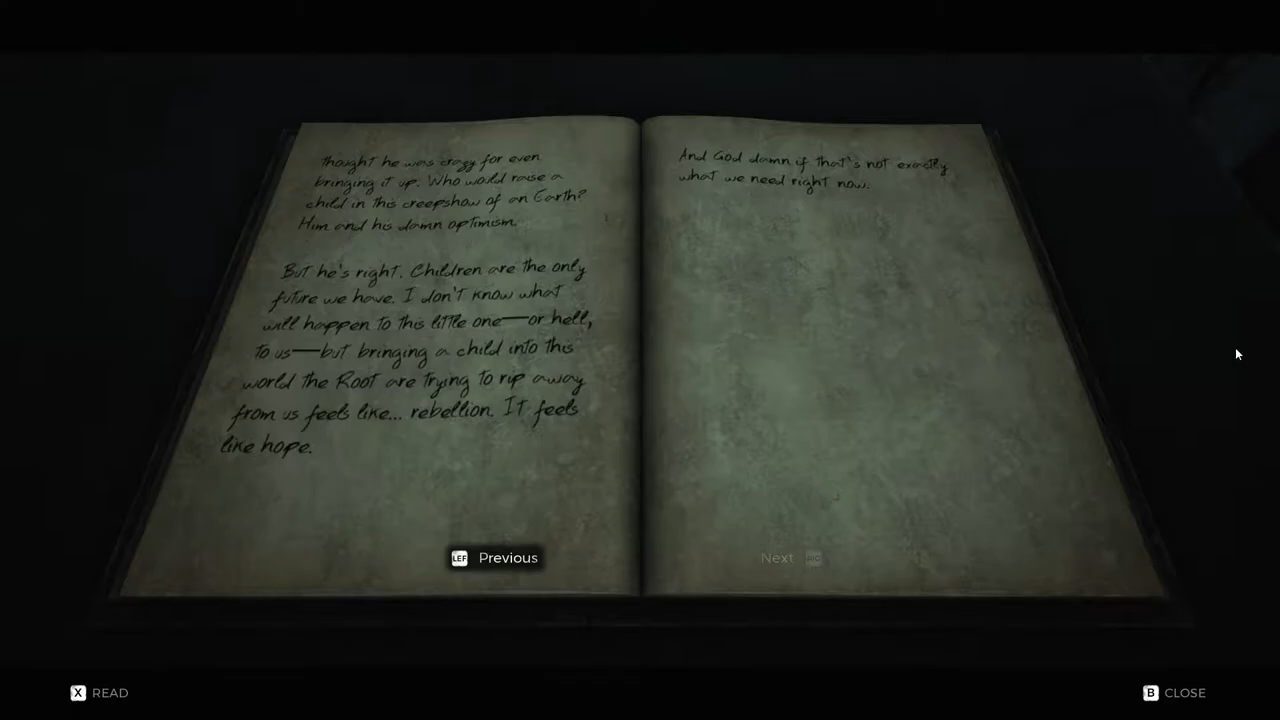 thought he was crazy for even
bringing it up. Who would raise a
child in this creepshow of an Earth?
Him and his damn optimism.
But he's right. Children are the only
future we have. I don't know what
will happen to this little one—or hell,
to us—but bringing a child into this
world the Root are trying to rip away
from us feels like... rebellion. It feels
like hope.
And God damn if that's not exactly
what we need right now.
LEF Previous
Next
X READ
B CLOSE